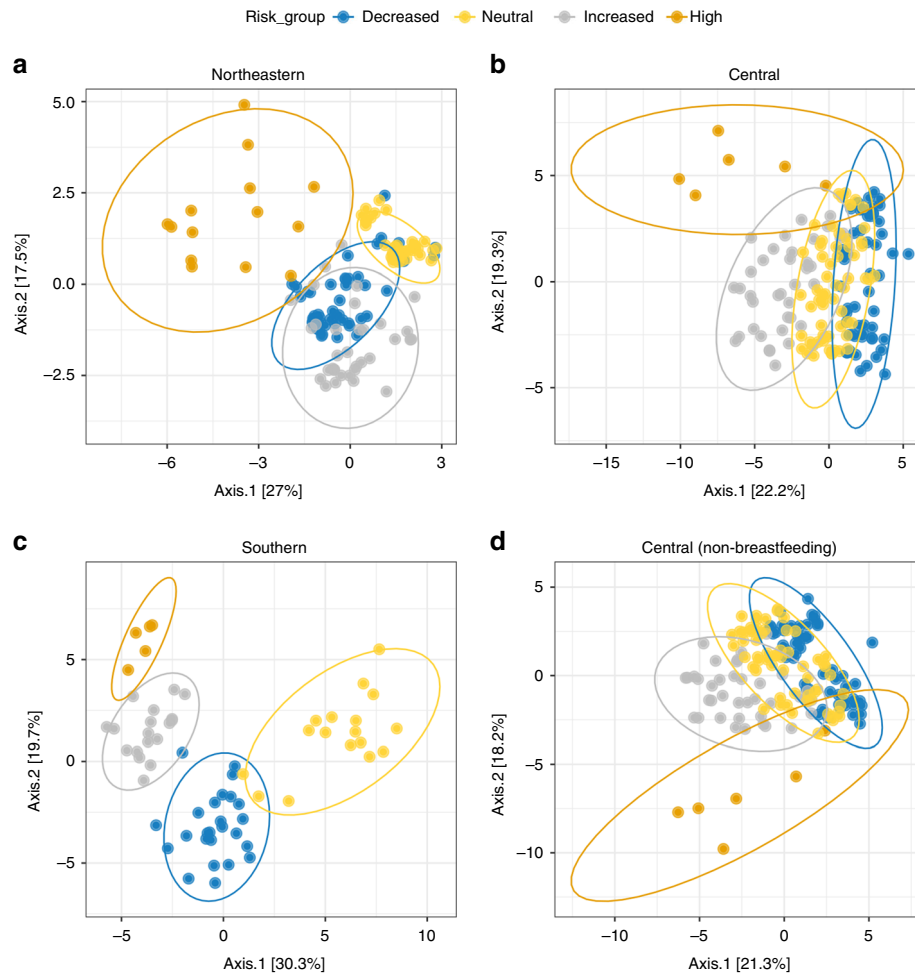 Risk_group Decreased Neutral Increased High
a b
Northeastern Central
5.0
2.5
0.0
−2.5
−6 −3 0 3
Axis.1 [27%]
Axis.2 [17.5%]
5
0
−5
−15 −10 −5 0 5
Axis.1 [22.2%]
Axis.2 [19.3%]
c d
Southern Central (non-breastfeeding)
5
0
−5
−5 0 5 10
Axis.1 [30.3%]
Axis.2 [19.7%]
5
0
−5
−10
−10 −5 0 5
Axis.1 [21.3%]
Axis.2 [18.2%]